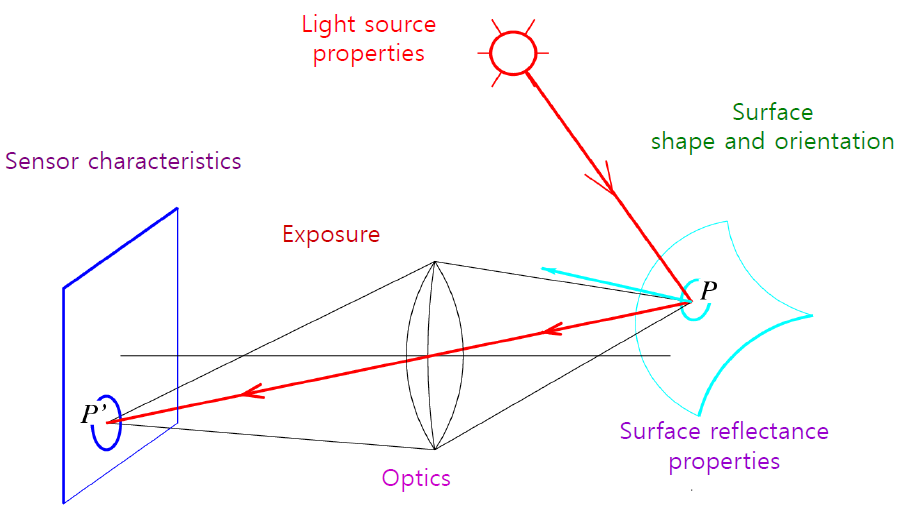 Light source
properties
Surface
shape and orientation
Sensor characteristics
Exposure
P
P’
Surface reflectance
properties
Optics